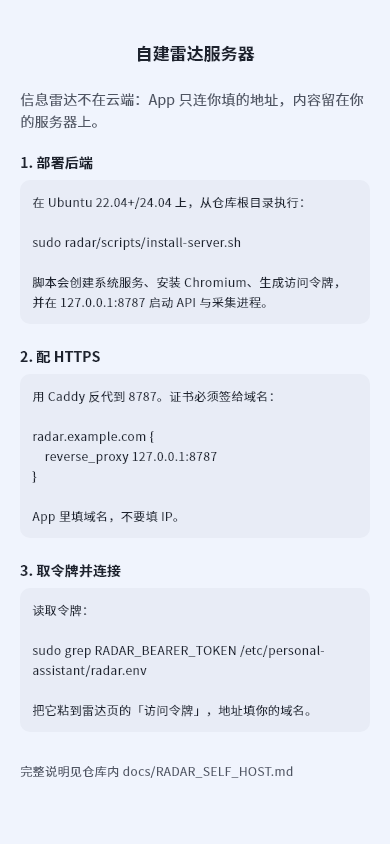 自建雷达服务器
信息雷达不在云端：App 只连你填的地址，内容留在你
的服务器上。
1. 部署后端
在 Ubuntu 22.04+/24.04 上，从仓库根目录执行：
sudo radar/scripts/install-server.sh
脚本会创建系统服务、安装 Chromium、生成访问令牌，
并在 127.0.0.1:8787 启动 API 与采集进程。
2. 配 HTTPS
用 Caddy 反代到 8787。证书必须签给域名：
radar.example.com {
    reverse_proxy 127.0.0.1:8787
}
App 里填域名，不要填 IP。
3. 取令牌并连接
读取令牌：
sudo grep RADAR_BEARER_TOKEN /etc/personal-
assistant/radar.env
把它粘到雷达页的「访问令牌」，地址填你的域名。
完整说明见仓库内 docs/RADAR_SELF_HOST.md